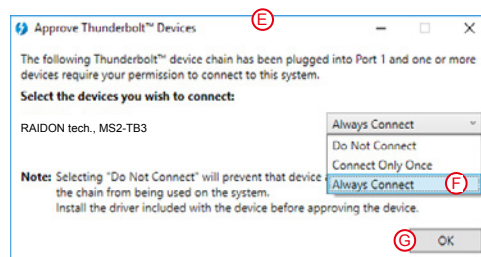 Approve Thunderbolt™ Devices
E
The following Thunderbolt™ device chain has been plugged into Port 1 and one or more
devices require your permission to connect to this system.
Select the devices you wish to connect:
RAIDON tech., MS2-TB3
Always Connect
Do Not Connect
Connect Only Once
Always Connect
F
Note: Selecting "Do Not Connect" will prevent that device
the chain from being used on the system.
Install the driver included with the device before approving the device.
G
OK